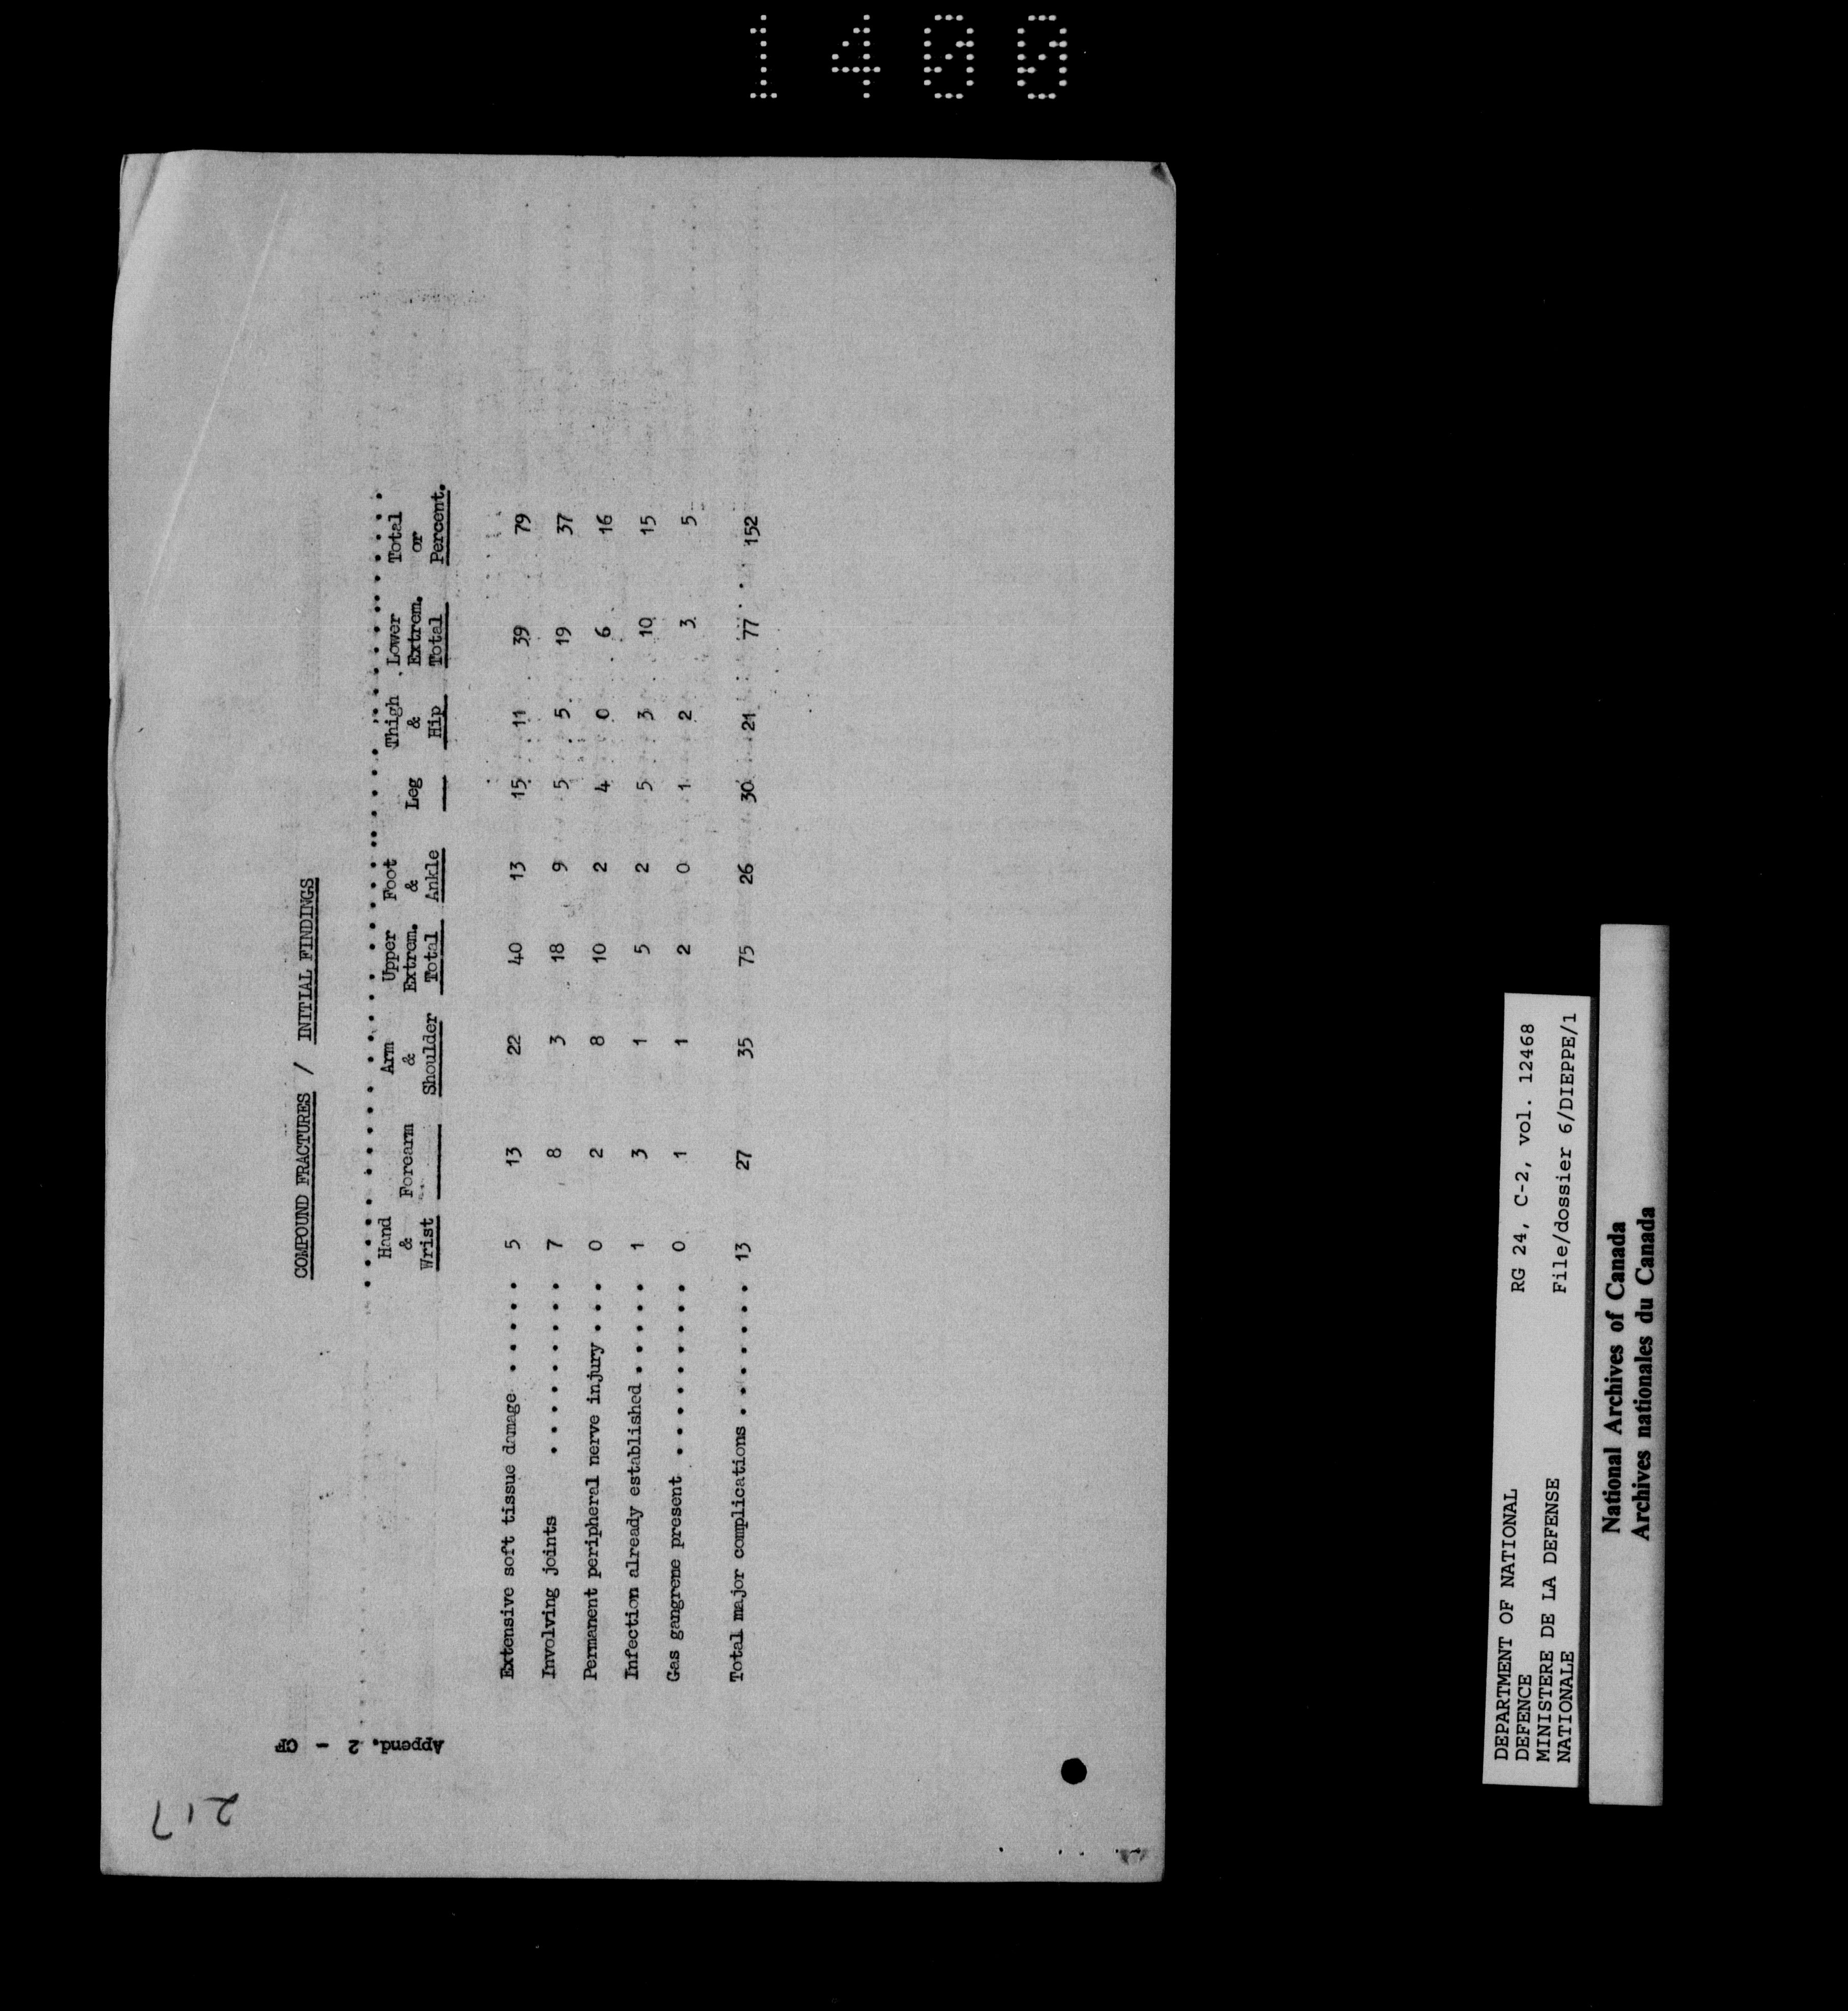 1400
217
Append. 2 - CF
COMPOUND FRACTURES / INITIAL FINDINGS
Hand Arm Upper Foot Thigh Lower Total
& Forearm & Extrem. & Leg & Extrem. or
Wrist Shoulder Total Ankle Hip Total Percent.
Extensive soft tissue damage . . . . . . 5 13 22 40 13 15 11 39 79
Involving joints . . . . . . . . . 7 8 3 18 9 5 5 19 37
Permanent peripheral nerve injury . . . . 0 2 8 10 2 4 0 6 16
Infection already established . . . . . . 1 3 1 5 2 5 3 10 15
Gas gangrene present . . . . . . . . . 0 1 1 2 0 1 2 3 5
Total major complications . . . . . . . . 13 27 35 75 26 30 21 77 152
DEPARTMENT OF NATIONAL RG 24, C-2, vol. 12468
DEFENCE
MINISTERE DE LA DEFENSE File/dossier 6/DIEPPE/1
NATIONALE
National Archives of Canada
Archives nationales du Canada